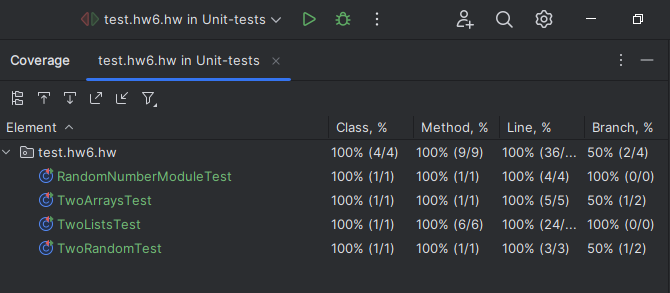 test.hw6.hw in Unit-tests
Coverage test.hw6.hw in Unit-tests
Element Class, % Method, % Line, % Branch, %
test.hw6.hw 100% (4/4) 100% (9/9) 100% (36/... 50% (2/4)
RandomNumberModuleTest 100% (1/1) 100% (1/1) 100% (4/4) 100% (0/0)
TwoArraysTest 100% (1/1) 100% (1/1) 100% (5/5) 50% (1/2)
TwoListsTest 100% (1/1) 100% (6/6) 100% (24/... 100% (0/0)
TwoRandomTest 100% (1/1) 100% (1/1) 100% (3/3) 50% (1/2)